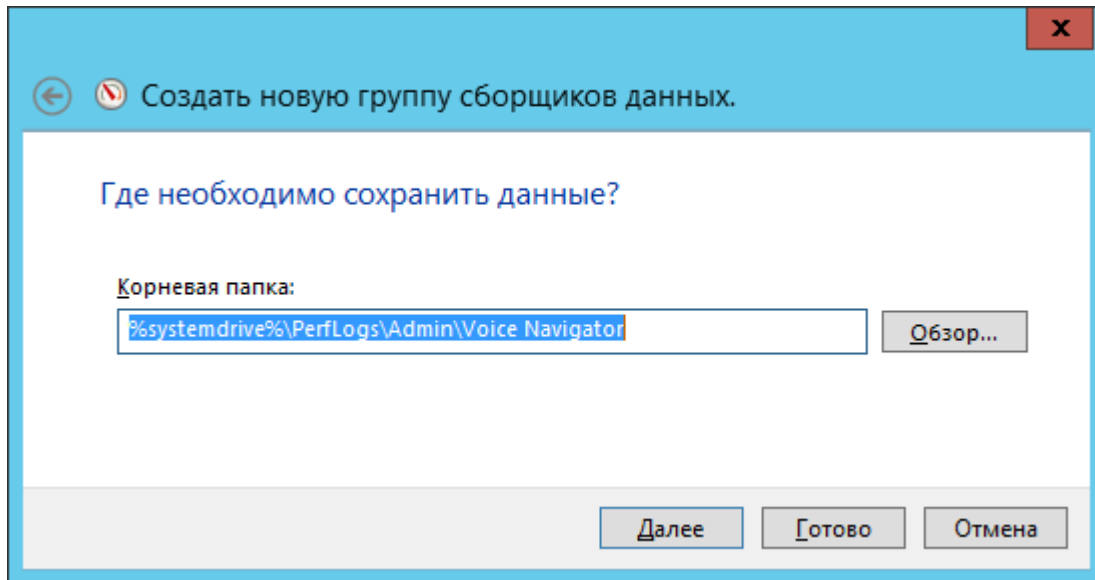 Создать новую группу сборщиков данных.
Где необходимо сохранить данные?
Корневая папка:
%systemdrive%\PerfLogs\Admin\Voice Navigator
Обзор...
Далее
Готово
Отмена